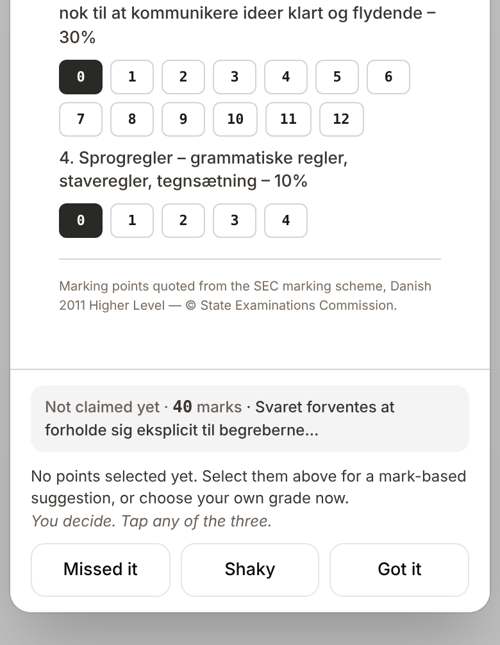 nok til at kommunikere ideer klart og flydende –
30%
0 1 2 3 4 5 6
7 8 9 10 11 12
4. Sprogregler – grammatiske regler,
staveregler, tegnsætning – 10%
0 1 2 3 4
Marking points quoted from the SEC marking scheme, Danish
2011 Higher Level — © State Examinations Commission.
Not claimed yet · 40 marks · Svaret forventes at
forholde sig eksplicit til begreberne...
No points selected yet. Select them above for a mark-based
suggestion, or choose your own grade now.
You decide. Tap any of the three.
Missed it Shaky Got it